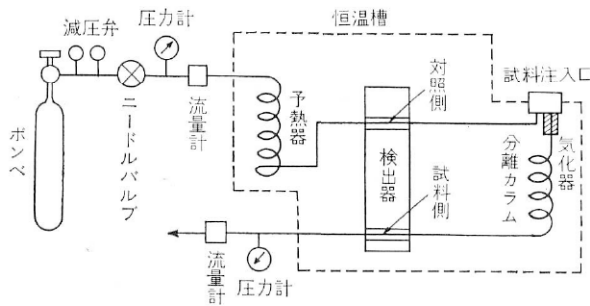 減圧弁
圧力計
恒温槽
ボンベ
ニードルバルブ
流量計
予熱器
対照側
検出器
試料側
試料注入口
気化器
分離カラム
流量計
圧力計